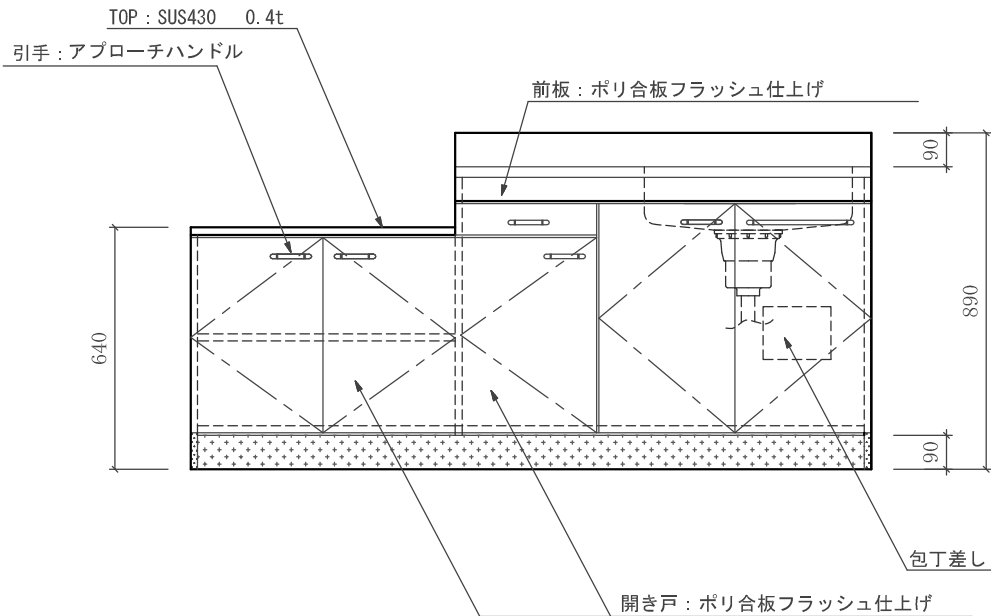 TOP：SUS430　0.4t
引手：アプローチハンドル
前板：ポリ合板フラッシュ仕上げ
90
890
640
90
包丁差し
開き戸：ポリ合板フラッシュ仕上げ